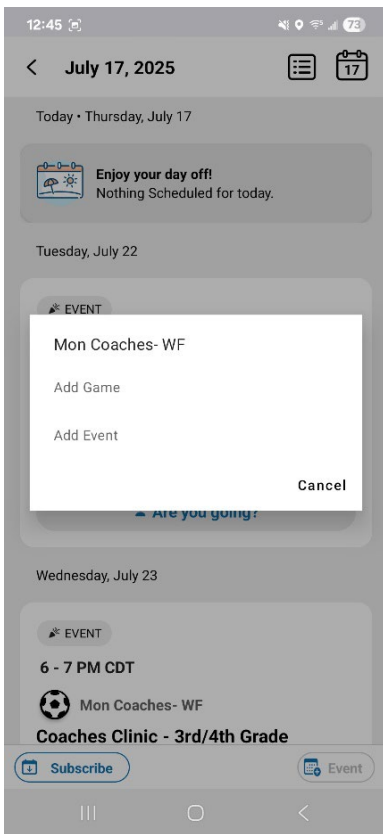 12:45
73
July 17, 2025
17
Today • Thursday, July 17
Enjoy your day off!
Nothing Scheduled for today.
Tuesday, July 22
EVENT
Mon Coaches- WF
Add Game
Add Event
Cancel
Are you going?
Wednesday, July 23
EVENT
6 - 7 PM CDT
Mon Coaches- WF
Coaches Clinic - 3rd/4th Grade
Subscribe
Event